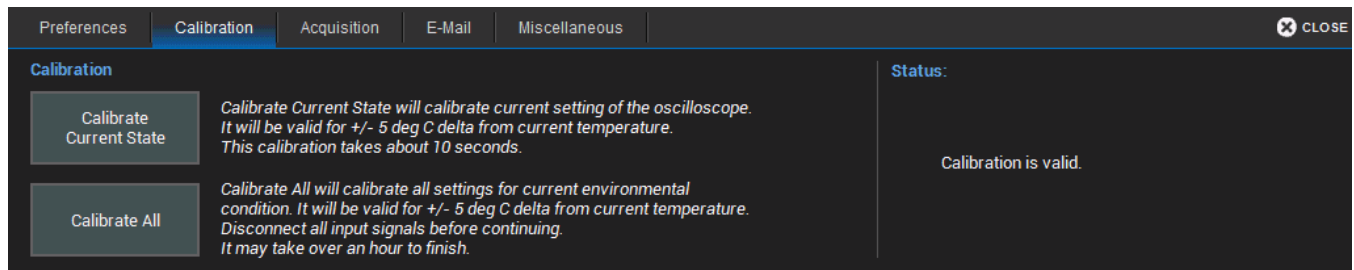 Preferences
Calibration
Acquisition
E-Mail
Miscellaneous
CLOSE
Calibration
Calibrate
Current State
Calibrate Current State will calibrate current setting of the oscilloscope.
It will be valid for +/- 5 deg C delta from current temperature.
This calibration takes about 10 seconds.
Calibrate All
Calibrate All will calibrate all settings for current environmental
condition. It will be valid for +/- 5 deg C delta from current temperature.
Disconnect all input signals before continuing.
It may take over an hour to finish.
Status:
Calibration is valid.